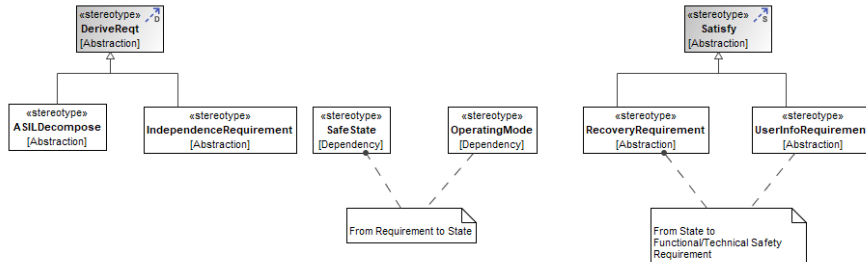 «stereotype»
DeriveReqt
[Abstraction]
D
«stereotype»
Satisfy
[Abstraction]
S
«stereotype»
ASILDecompose
[Abstraction]
«stereotype»
IndependenceRequirement
[Abstraction]
«stereotype»
SafeState
[Dependency]
«stereotype»
OperatingMode
[Dependency]
«stereotype»
RecoveryRequirement
[Abstraction]
«stereotype»
UserInfoRequirement
[Abstraction]
From Requirement to State
From State to
Functional/Technical Safety
Requirement